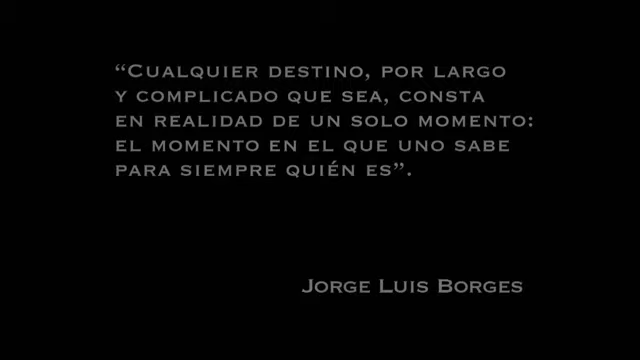 “CUALQUIER DESTINO, POR LARGO
Y COMPLICADO QUE SEA, CONSTA
EN REALIDAD DE UN SOLO MOMENTO:
EL MOMENTO EN EL QUE UNO SABE
PARA SIEMPRE QUIÉN ES”.
JORGE LUIS BORGES